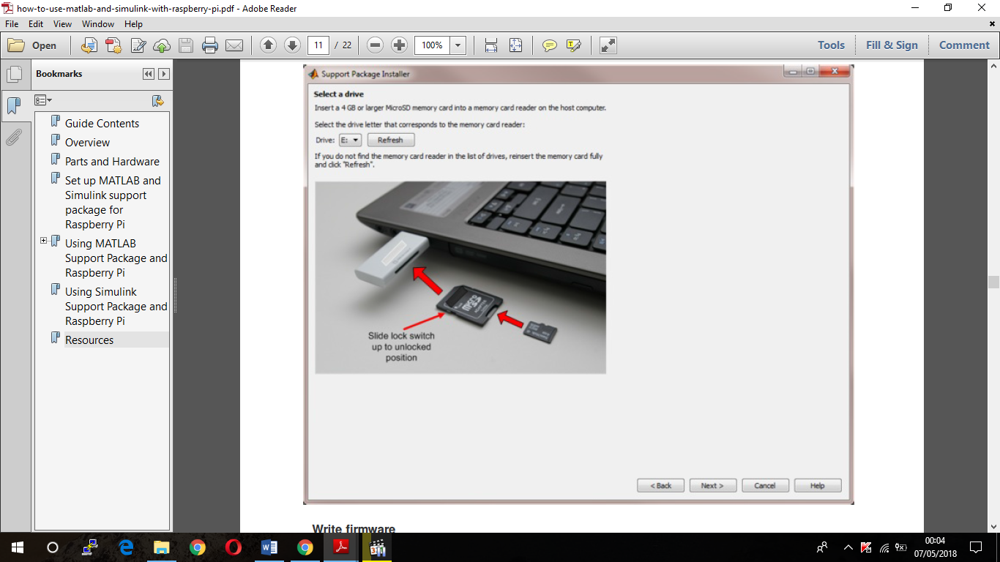 how-to-use-matlab-and-simulink-with-raspberry-pi.pdf - Adobe Reader
File Edit View Window Help
Open 11 / 22 100% Tools Fill & Sign Comment
Bookmarks
Guide Contents
Overview
Parts and Hardware
Set up MATLAB and
Simulink support
package for
Raspberry Pi
Using MATLAB
Support Package and
Raspberry Pi
Using Simulink
Support Package and
Raspberry Pi
Resources
Support Package Installer
Select a drive
Insert a 4 GB or larger MicroSD memory card into a memory card reader on the host computer.
Select the drive letter that corresponds to the memory card reader:
Drive: E: Refresh
If you do not find the memory card reader in the list of drives, reinsert the memory card fully
and click "Refresh".
Slide lock switch
up to unlocked
position
< Back Next > Cancel Help
Write firmware
00:04
07/05/2018